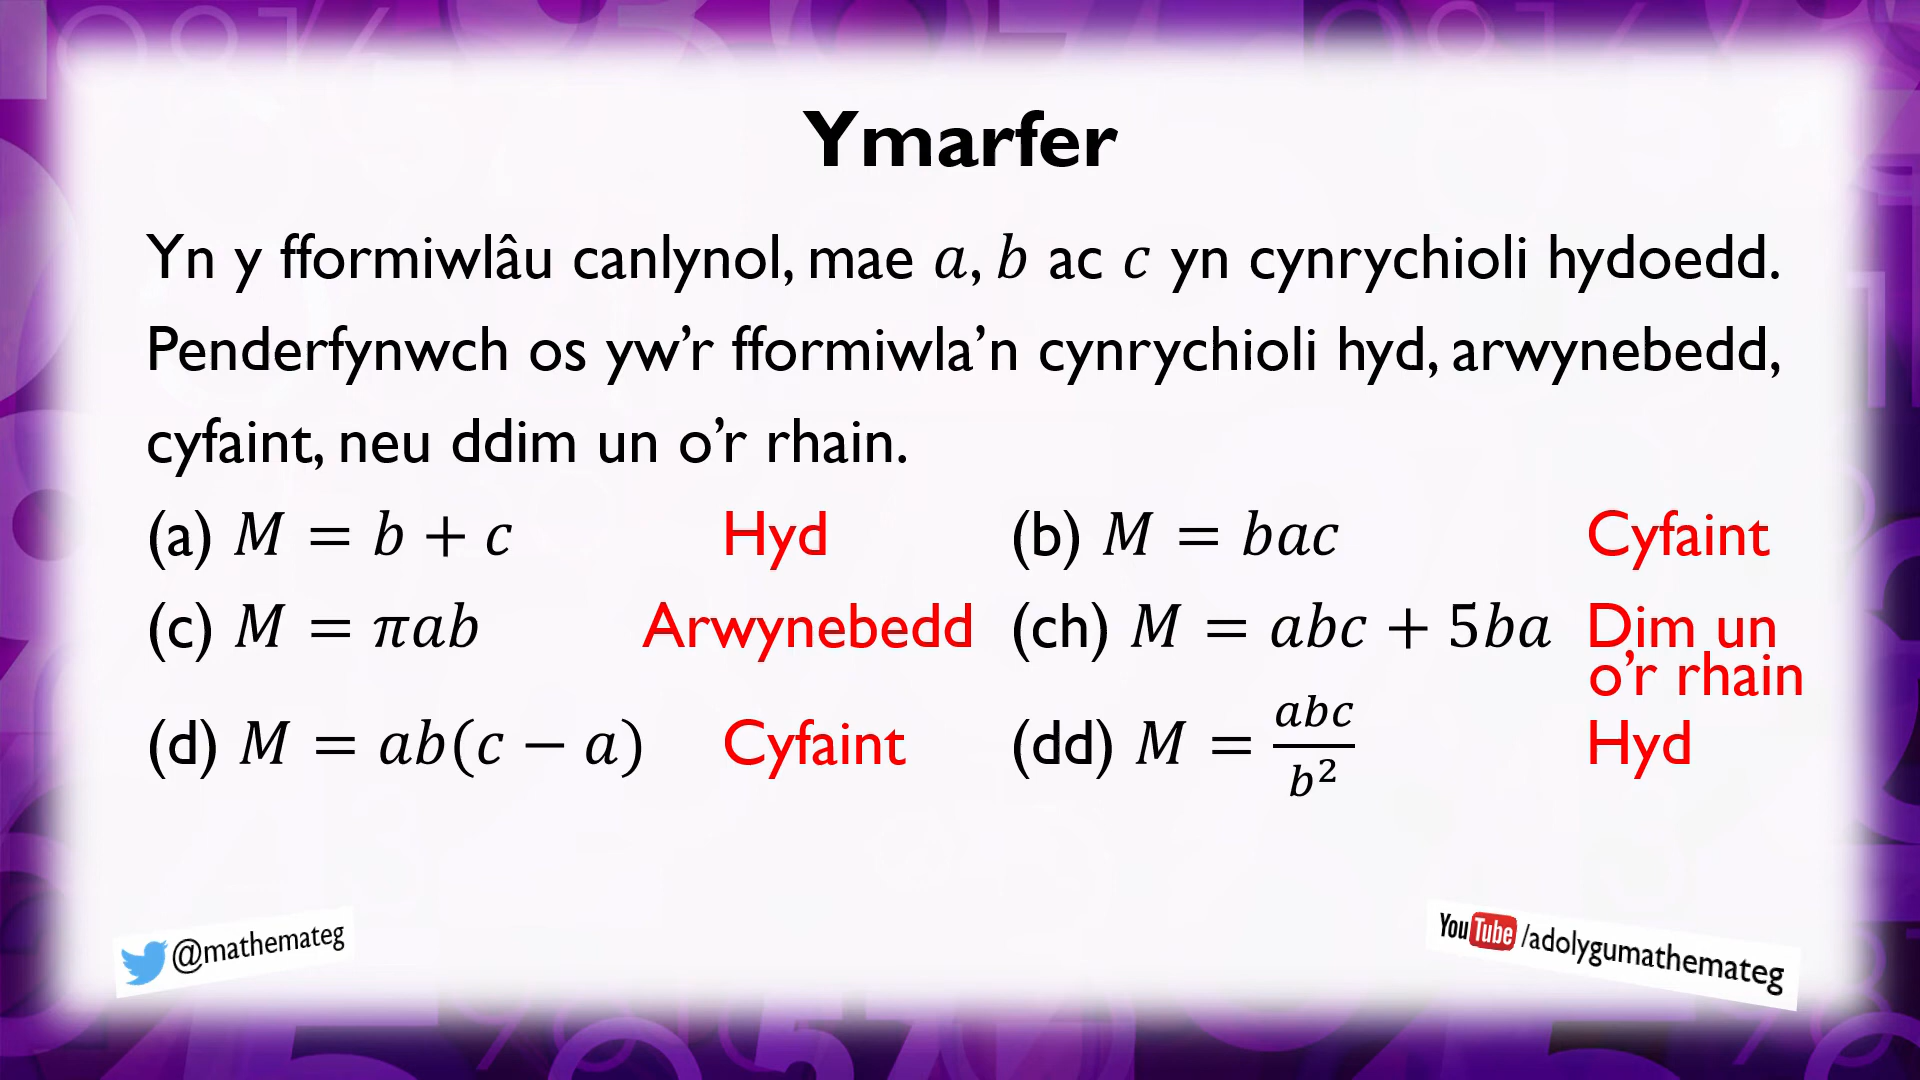 Ymarfer
Yn y fformiwlâu canlynol, mae a, b ac c yn cynrychioli hydoedd.
Penderfynwch os yw’r fformiwla’n cynrychioli hyd, arwynebedd,
cyfaint, neu ddim un o’r rhain.
(a) M = b + c Hyd (b) M = bac Cyfaint
(c) M = πab Arwynebedd (ch) M = abc + 5ba Dim un
o’r rhain
(d) M = ab(c − a) Cyfaint (dd) M = abc/b² Hyd
@mathemateg
YouTube /adolygumathemateg